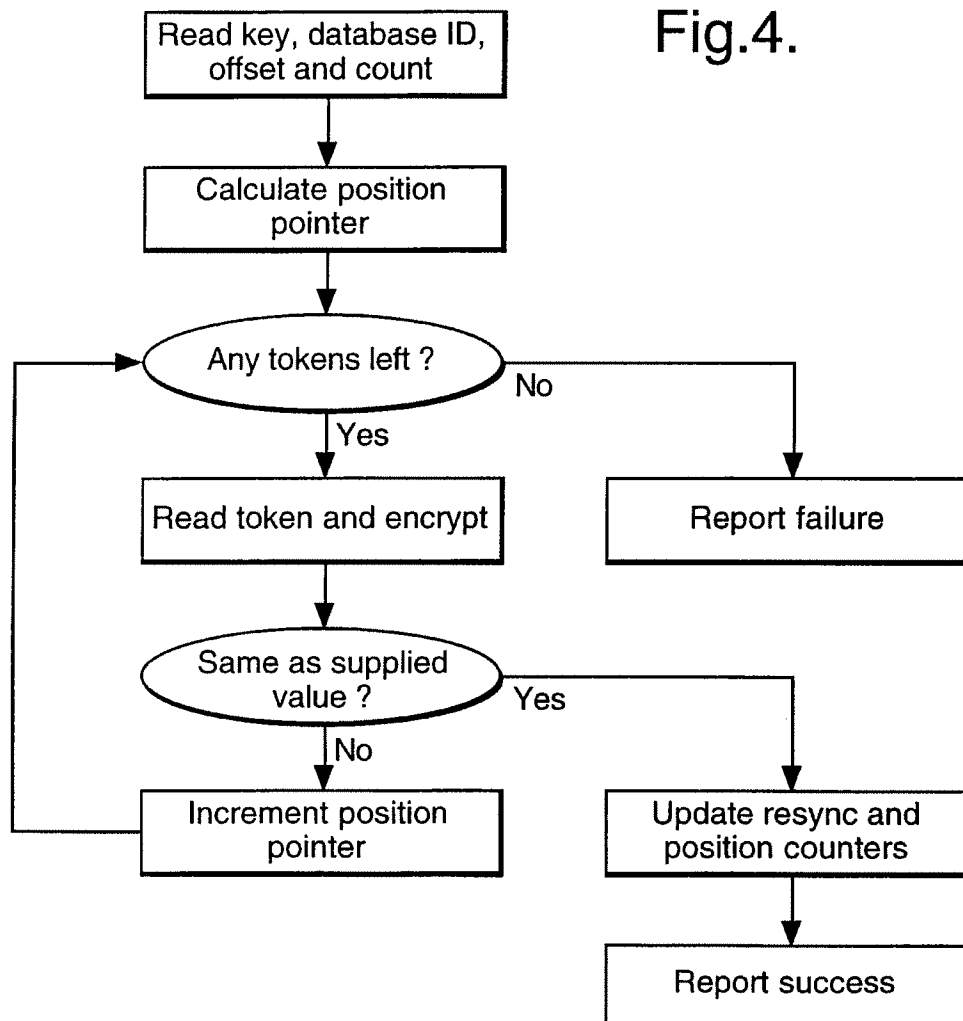 Fig.4.
Read key, database ID,
offset and count
Calculate position
pointer
Any tokens left ?
No
Yes
Read token and encrypt
Report failure
Same as supplied
value ?
Yes
No
Increment position
pointer
Update resync and
position counters
Report success